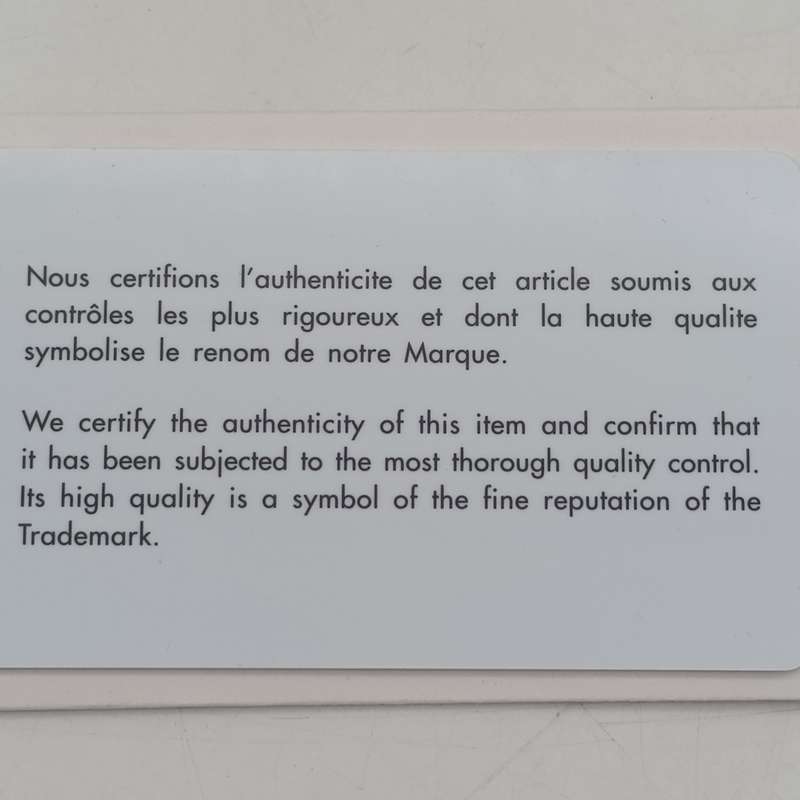 Nous certifions l'authenticite de cet article soumis aux
contrôles les plus rigoureux et dont la haute qualite
symbolise le renom de notre Marque.
We certify the authenticity of this item and confirm that
it has been subjected to the most thorough quality control.
Its high quality is a symbol of the fine reputation of the
Trademark.